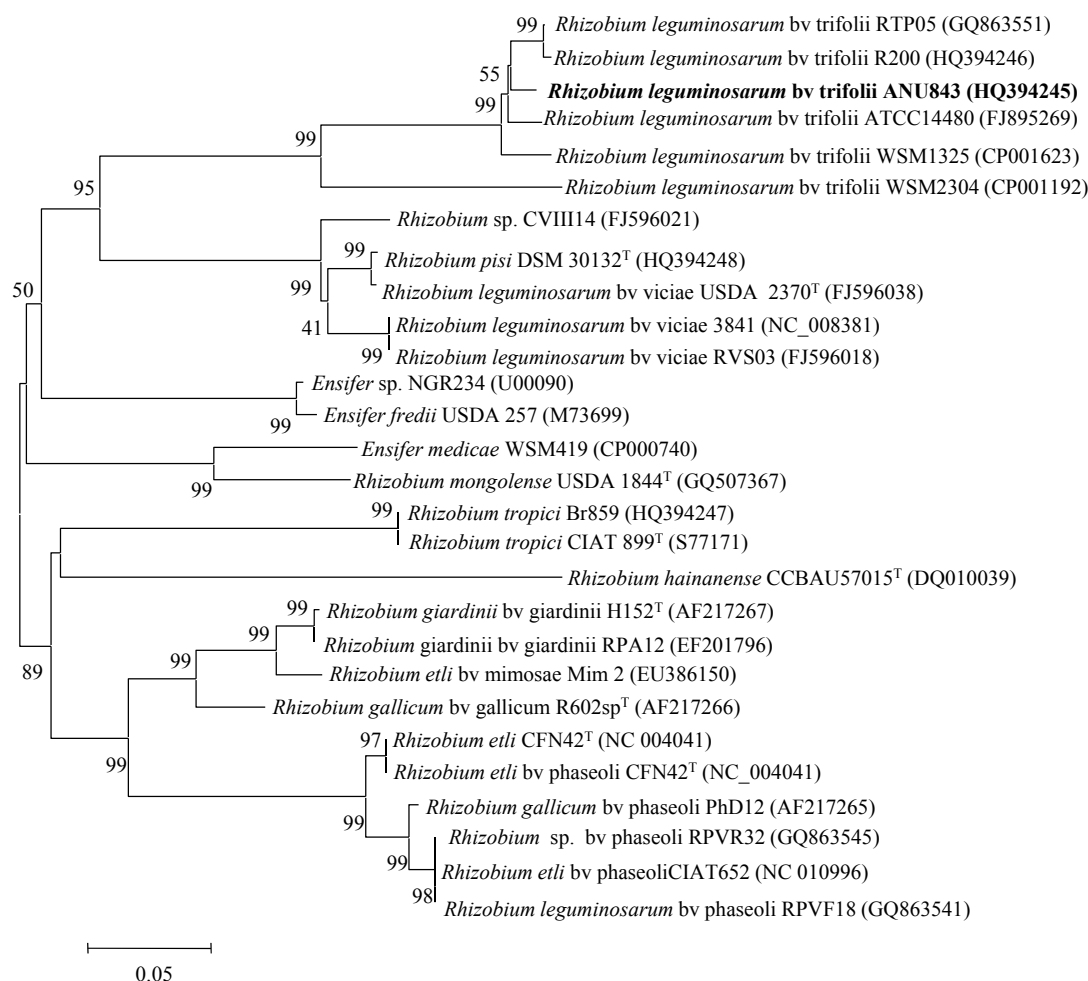 99 Rhizobium leguminosarum bv trifolii RTP05 (GQ863551)
Rhizobium leguminosarum bv trifolii R200 (HQ394246)
55
Rhizobium leguminosarum bv trifolii ANU843 (HQ394245)
99
Rhizobium leguminosarum bv trifolii ATCC14480 (FJ895269)
99
Rhizobium leguminosarum bv trifolii WSM1325 (CP001623)
95
Rhizobium leguminosarum bv trifolii WSM2304 (CP001192)
Rhizobium sp. CVIII14 (FJ596021)
99 Rhizobium pisi DSM 30132ᵀ (HQ394248)
50
99
Rhizobium leguminosarum bv viciae USDA 2370ᵀ (FJ596038)
41
Rhizobium leguminosarum bv viciae 3841 (NC_008381)
99 Rhizobium leguminosarum bv viciae RVS03 (FJ596018)
Ensifer sp. NGR234 (U00090)
99 Ensifer fredii USDA 257 (M73699)
Ensifer medicae WSM419 (CP000740)
99
Rhizobium mongolense USDA 1844ᵀ (GQ507367)
99 Rhizobium tropici Br859 (HQ394247)
Rhizobium tropici CIAT 899ᵀ (S77171)
Rhizobium hainanense CCBAU57015ᵀ (DQ010039)
99 Rhizobium giardinii bv giardinii H152ᵀ (AF217267)
99
Rhizobium giardinii bv giardinii RPA12 (EF201796)
99
89
Rhizobium etli bv mimosae Mim 2 (EU386150)
Rhizobium gallicum bv gallicum R602spᵀ (AF217266)
97 Rhizobium etli CFN42ᵀ (NC 004041)
99
Rhizobium etli bv phaseoli CFN42ᵀ (NC_004041)
99
Rhizobium gallicum bv phaseoli PhD12 (AF217265)
Rhizobium sp. bv phaseoli RPVR32 (GQ863545)
99
Rhizobium etli bv phaseoliCIAT652 (NC 010996)
98
Rhizobium leguminosarum bv phaseoli RPVF18 (GQ863541)
0.05